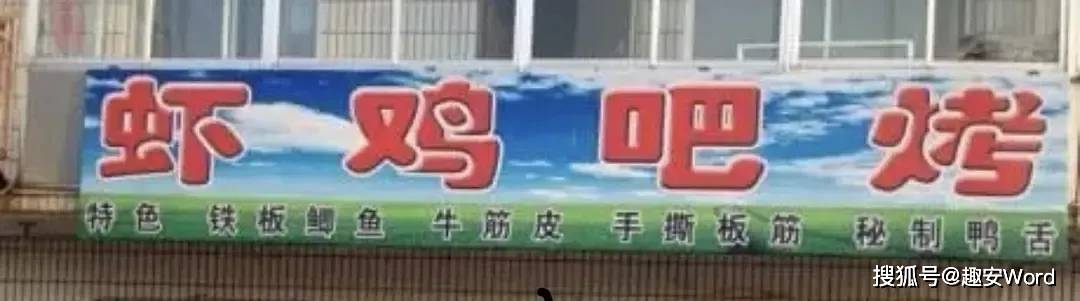 虾鸡吧烤
特色 铁板鲫鱼 牛筋皮 手撕板筋 秘制鸭舌
搜狐号@趣安Word